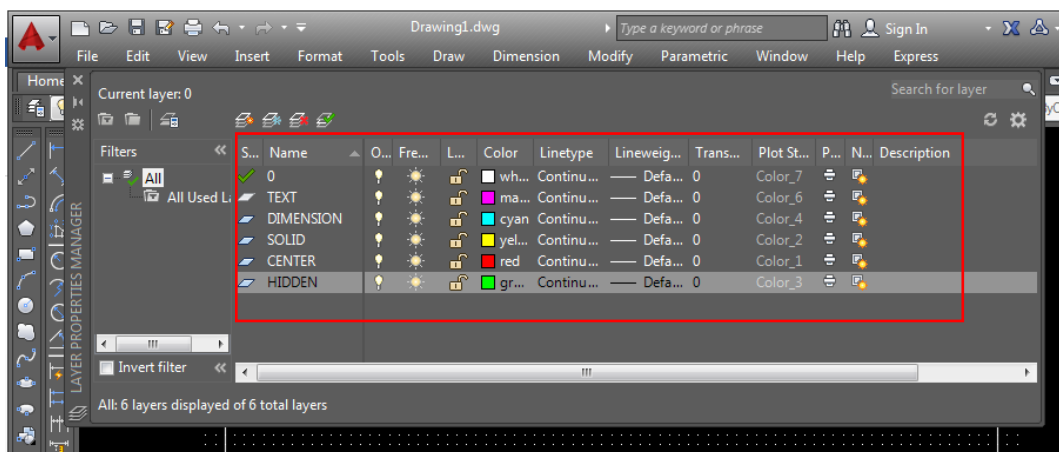 Drawing1.dwg Type a keyword or phrase Sign In
File Edit View Insert Format Tools Draw Dimension Modify Parametric Window Help Express
Home
Current layer: 0 Search for layer
Filters S... Name O... Fre... L... Color Linetype Lineweig... Trans... Plot St... P... N... Description
All 0 wh... Continu... Defa... 0 Color_7
All Used L TEXT ma... Continu... Defa... 0 Color_6
DIMENSION cyan Continu... Defa... 0 Color_4
SOLID yel... Continu... Defa... 0 Color_2
CENTER red Continu... Defa... 0 Color_1
HIDDEN gr... Continu... Defa... 0 Color_3
Invert filter
All: 6 layers displayed of 6 total layers
LAYER PROPERTIES MANAGER